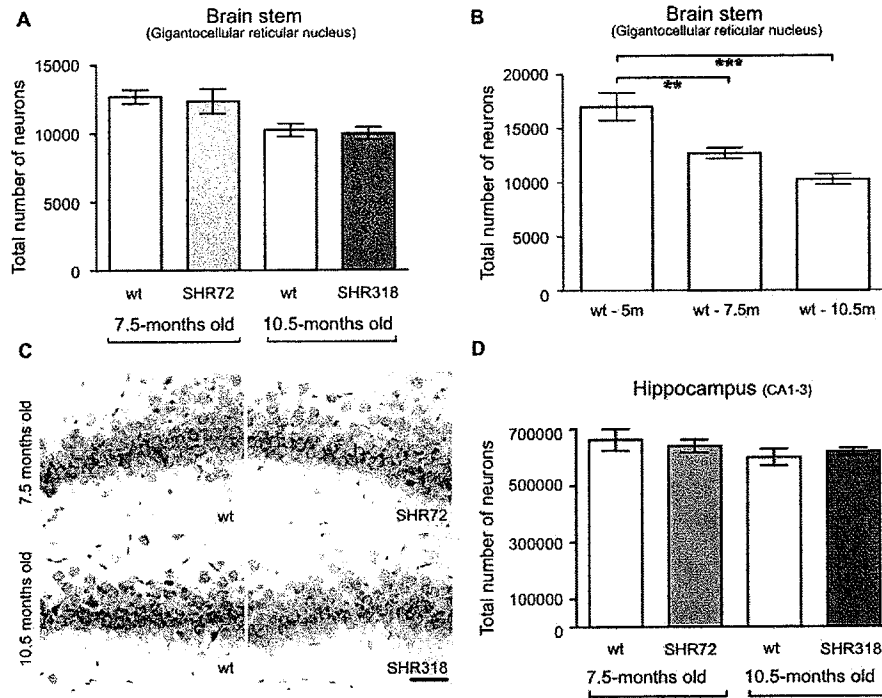 A
Brain stem
(Gigantocellular reticular nucleus)
Total number of neurons
15000
10000
5000
0
wt
SHR72
wt
SHR318
7.5-months old
10.5-months old
B
Brain stem
(Gigantocellular reticular nucleus)
Total number of neurons
20000
15000
10000
5000
0
***
**
wt - 5m
wt - 7.5m
wt - 10.5m
C
7.5 months old
wt
SHR72
10.5 months old
wt
SHR318
D
Hippocampus (CA1-3)
Total number of neurons
700000
500000
300000
100000
wt
SHR72
wt
SHR318
7.5-months old
10.5-months old